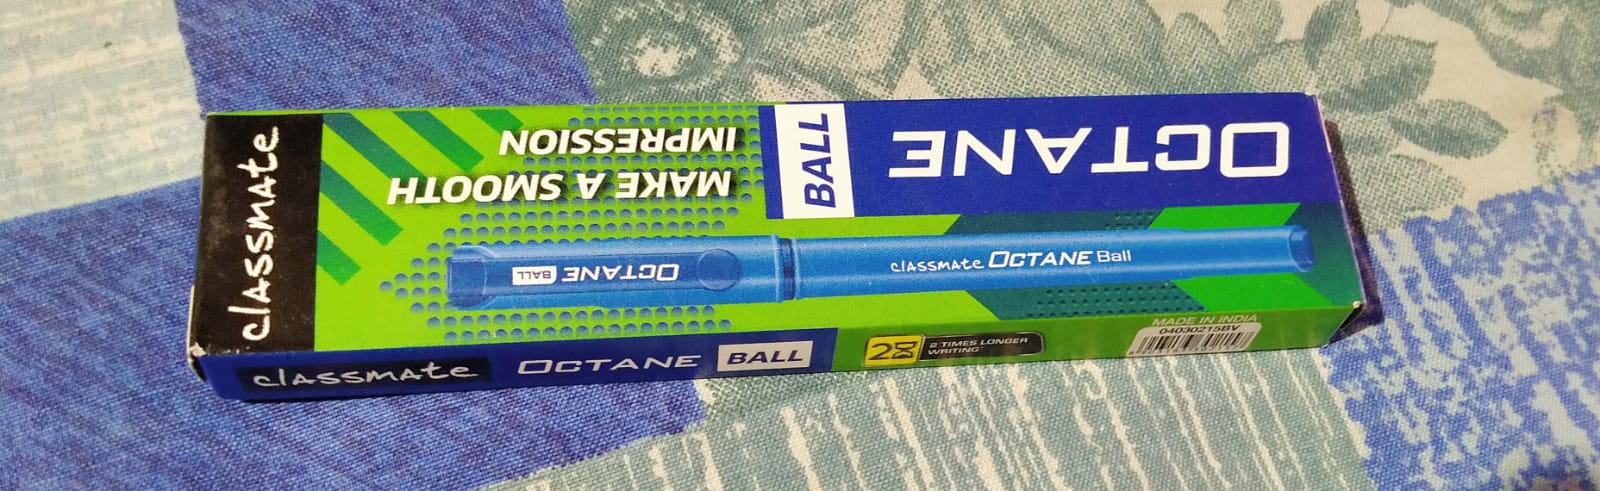 classmate
OCTANE
BALL
MAKE A SMOOTH
IMPRESSION
OCTANE BALL
classmate OCTANE Ball
classmate OCTANE BALL
2
2 TIMES LONGER
WRITING
MADE IN INDIA
04030215BV